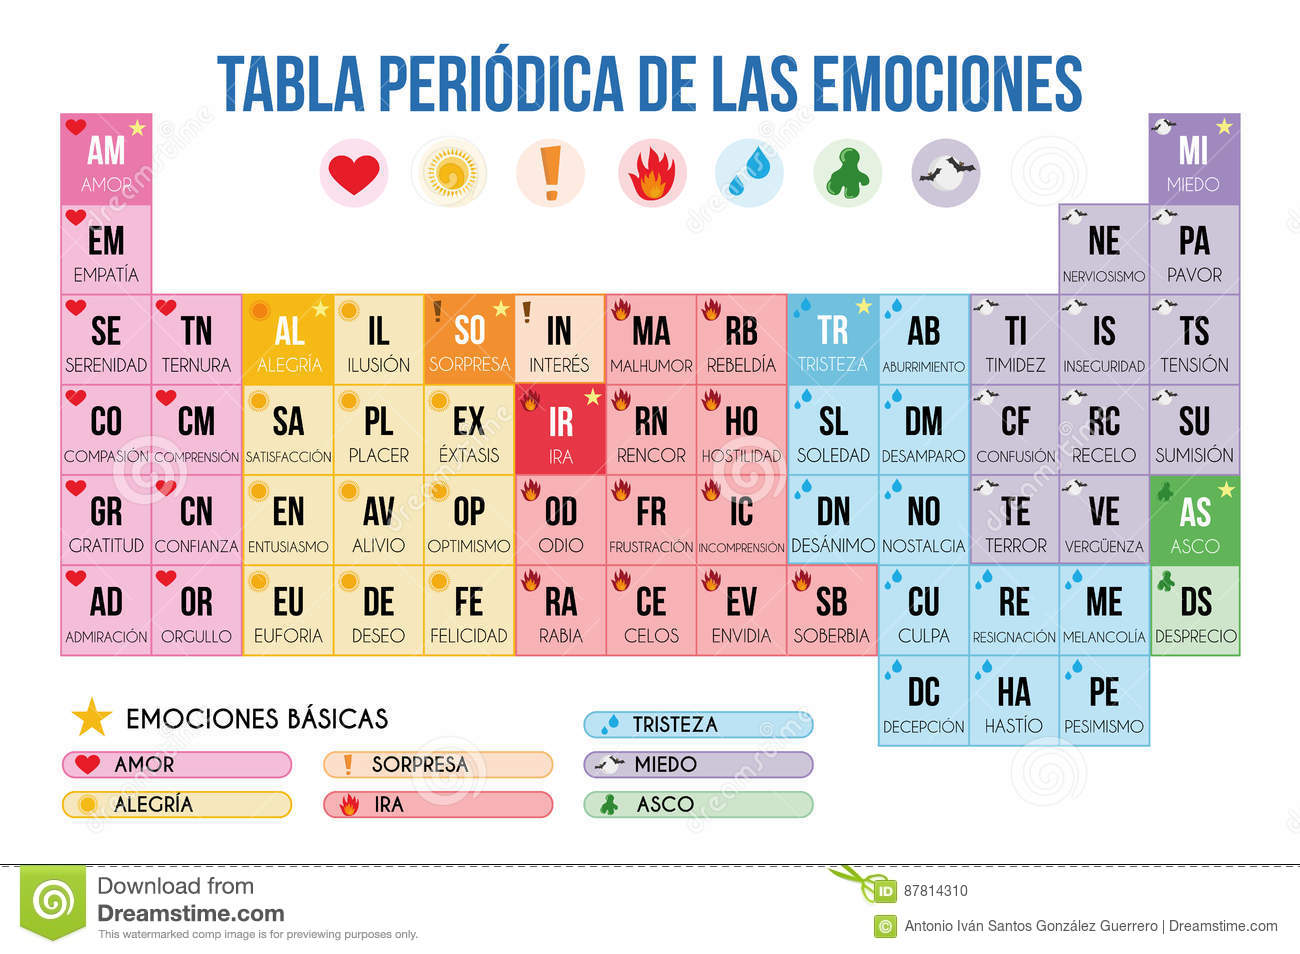 TABLA PERIÓDICA DE LAS EMOCIONES
AM
AMOR
MI
MIEDO
EM
EMPATÍA
NE
NERVIOSISMO
PA
PAVOR
SE
SERENIDAD
TN
TERNURA
AL
ALEGRÍA
IL
ILUSIÓN
SO
SORPRESA
IN
INTERÉS
MA
MALHUMOR
RB
REBELDÍA
TR
TRISTEZA
AB
ABURRIMIENTO
TI
TIMIDEZ
IS
INSEGURIDAD
TS
TENSIÓN
CO
COMPASIÓN
CM
COMPRENSIÓN
SA
SATISFACCIÓN
PL
PLACER
EX
ÉXTASIS
IR
IRA
RN
RENCOR
HO
HOSTILIDAD
SL
SOLEDAD
DM
DESAMPARO
CF
CONFUSIÓN
RC
RECELO
SU
SUMISIÓN
GR
GRATITUD
CN
CONFIANZA
EN
ENTUSIASMO
AV
ALIVIO
OP
OPTIMISMO
OD
ODIO
FR
FRUSTRACIÓN
IC
INCOMPRENSIÓN
DN
DESÁNIMO
NO
NOSTALGIA
TE
TERROR
VE
VERGÜENZA
AS
ASCO
AD
ADMIRACIÓN
OR
ORGULLO
EU
EUFORIA
DE
DESEO
FE
FELICIDAD
RA
RABIA
CE
CELOS
EV
ENVIDIA
SB
SOBERBIA
CU
CULPA
RE
RESIGNACIÓN
ME
MELANCOLÍA
DS
DESPRECIO
DC
DECEPCIÓN
HA
HASTÍO
PE
PESIMISMO
EMOCIONES BÁSICAS
TRISTEZA
AMOR
SORPRESA
MIEDO
ALEGRÍA
IRA
ASCO
Download from
Dreamstime.com
This watermarked comp image is for previewing purposes only.
ID 87814310
© Antonio Iván Santos González Guerrero | Dreamstime.com